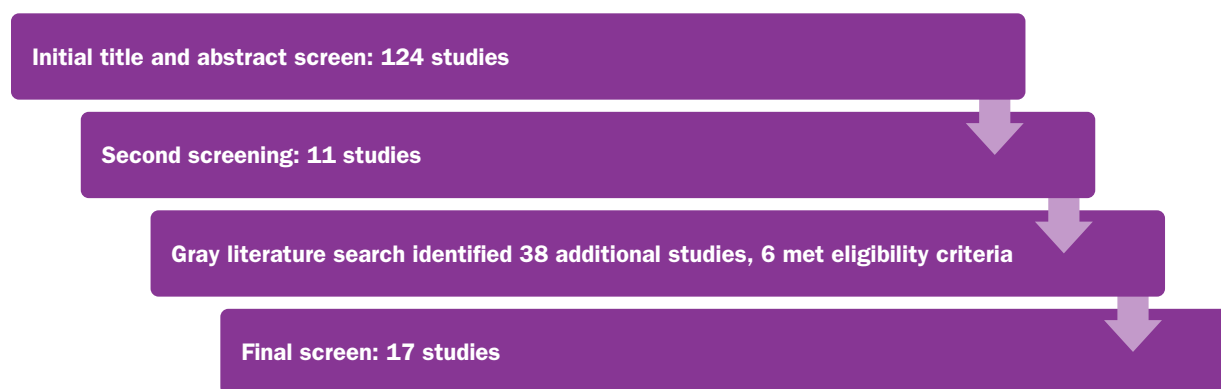 Initial title and abstract screen: 124 studies
Second screening: 11 studies
Gray literature search identified 38 additional studies, 6 met eligibility criteria
Final screen: 17 studies